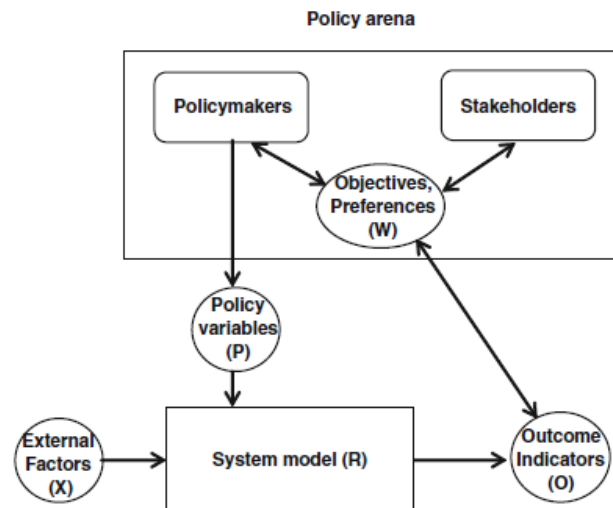 Policy arena
Policymakers
Stakeholders
Objectives,
Preferences
(W)
Policy
variables
(P)
External
Factors
(X)
System model (R)
Outcome
Indicators
(O)